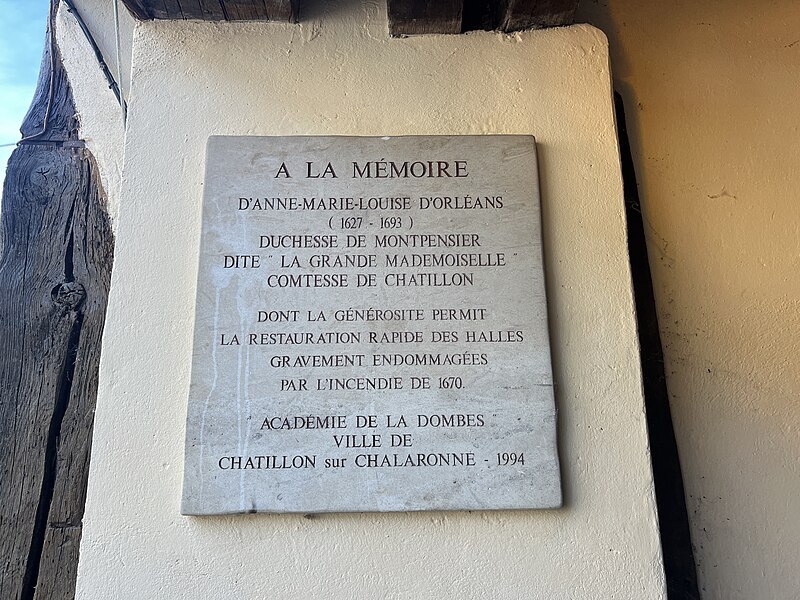 A LA MÉMOIRE
D'ANNE-MARIE-LOUISE D'ORLÉANS
( 1627 - 1693 )
DUCHESSE DE MONTPENSIER
DITE " LA GRANDE MADEMOISELLE "
COMTESSE DE CHATILLON
DONT LA GÉNÉROSITE PERMIT
LA RESTAURATION RAPIDE DES HALLES
GRAVEMENT ENDOMMAGÉES
PAR L'INCENDIE DE 1670.
"ACADÉMIE DE LA DOMBES"
VILLE DE
CHATILLON sur CHALARONNE - 1994